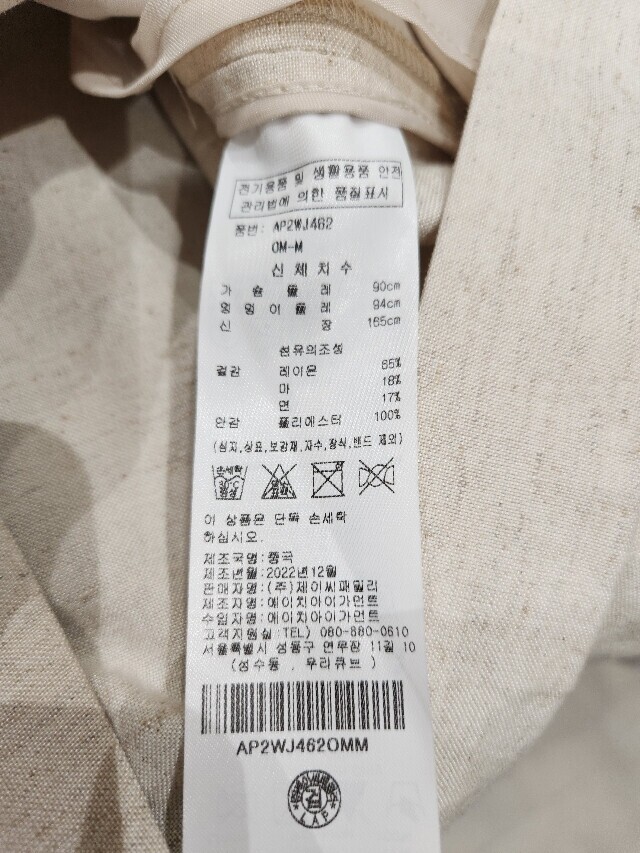 전기용품 및 생활용품 안전
관리법에 의한 품질표시
품번: AP2WJ462
OM-M
신체치수
가슴둘레 90cm
엉덩이둘레 94cm
신장 165cm
섬유의조성
겉감 레이온 65%
마 18%
면 17%
안감 폴리에스터 100%
(심지,상표,보강재,자수,장식,밴드 제외)
손세탁
30°C
중성
이 상품은 단독 손세탁
하십시오.
제조국명:중국
제조년월:2022년12월
판매자명:(주)제이씨패밀리
제조자명:에이치아이가먼트
수입자명:에이치아이가먼트
고객지원실:TEL) 080-880-0610
서울특별시 성동구 연무장 11길 10
(성수동, 우리큐브)
AP2WJ462OMM
LAP